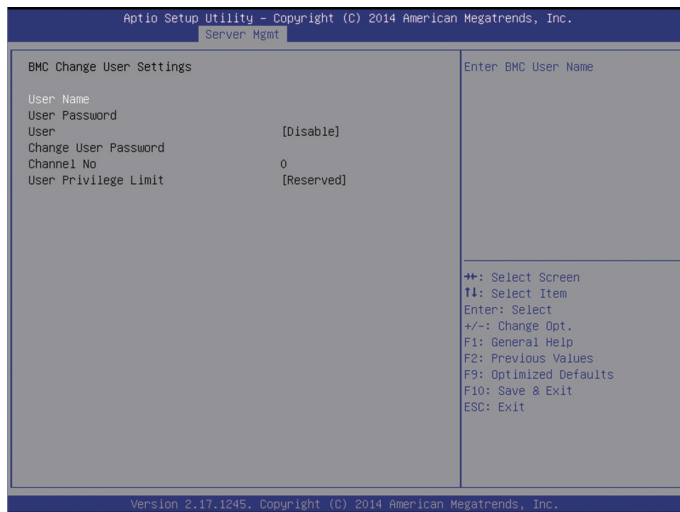 Aptio Setup Utility – Copyright (C) 2014 American Megatrends, Inc.
Server Mgmt
BMC Change User Settings
User Name
User Password
User [Disable]
Change User Password
Channel No 0
User Privilege Limit [Reserved]
Enter BMC User Name
→←: Select Screen
↑↓: Select Item
Enter: Select
+/-: Change Opt.
F1: General Help
F2: Previous Values
F9: Optimized Defaults
F10: Save & Exit
ESC: Exit
Version 2.17.1245. Copyright (C) 2014 American Megatrends, Inc.